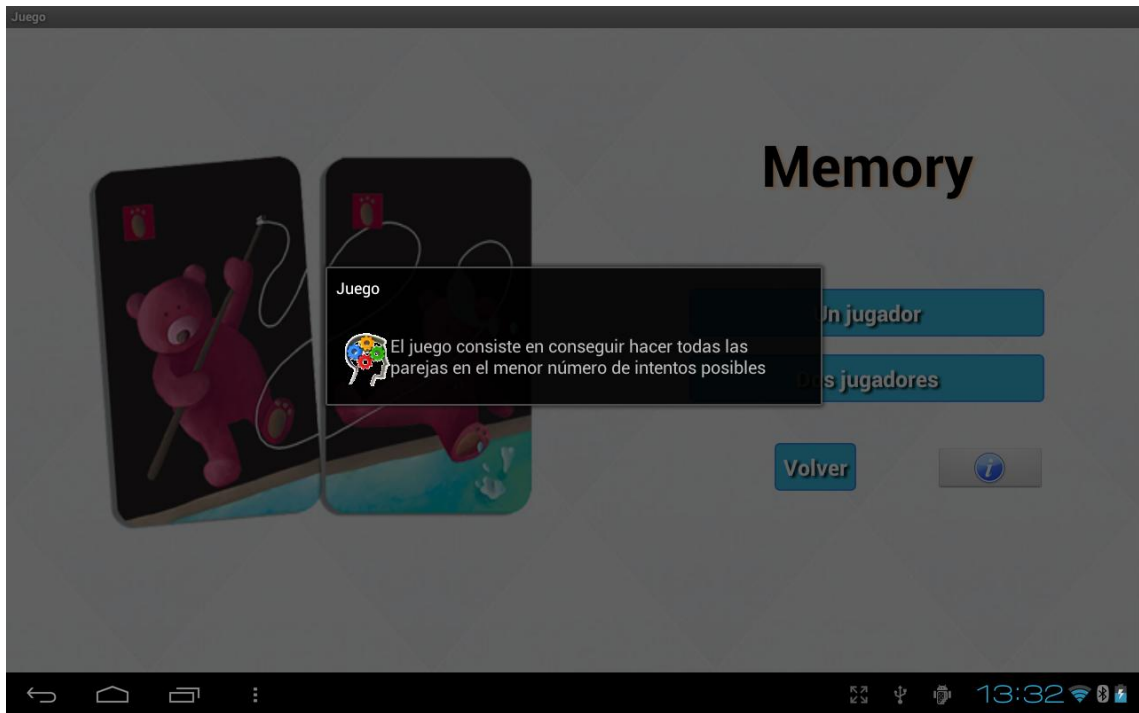 Juego
Memory
Juego
El juego consiste en conseguir hacer todas las
parejas en el menor número de intentos posibles
Un jugador
Dos jugadores
Volver
i
13:32